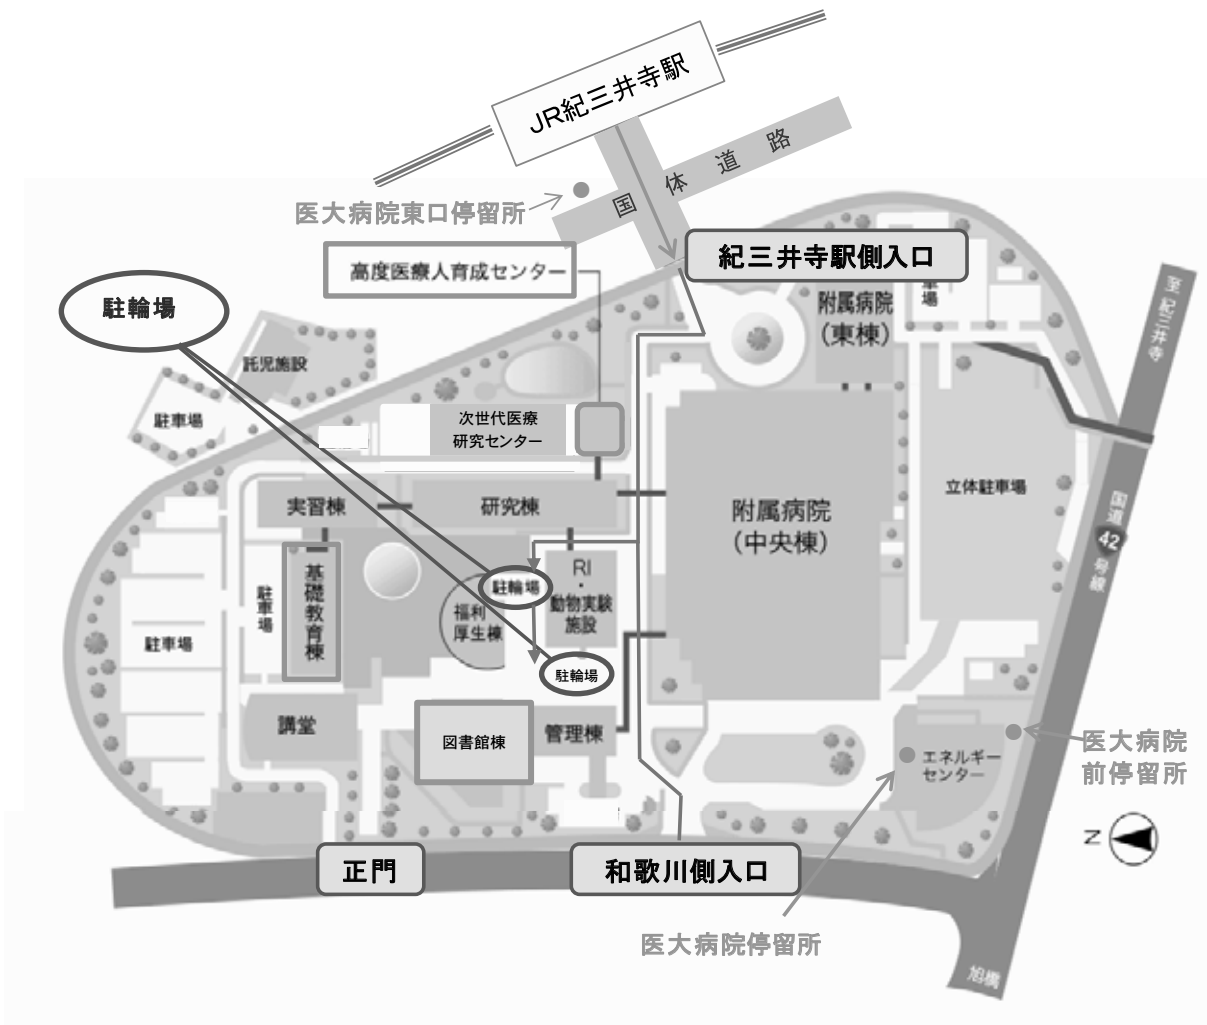 JR紀三井寺駅
国体道路
医大病院東口停留所
紀三井寺駅側入口
高度医療人育成センター
至 紀三井寺
駐輪場
車場
附属病院
(東棟)
託児施設
駐車場
次世代医療
研究センター
立体駐車場
実習棟
研究棟
附属病院
(中央棟)
国道
42
号線
RI
・
動物実験
施設
基礎教育棟
駐輪場
駐車場
福利
厚生棟
駐車場
駐輪場
講堂
図書館棟
管理棟
エネルギー
センター
医大病院
前停留所
N
正門
和歌川側入口
医大病院停留所
旭橋